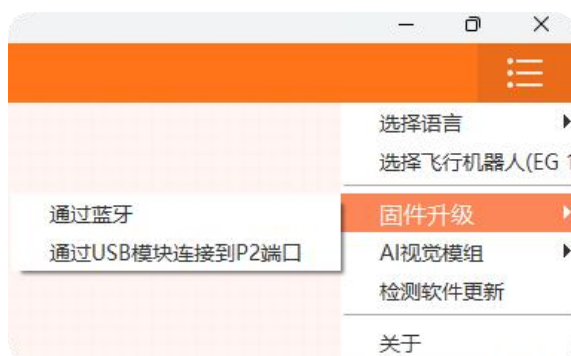 选择语言
选择飞行机器人(EG 1
固件升级
通过蓝牙
通过USB模块连接到P2端口
AI视觉模组
检测软件更新
关于